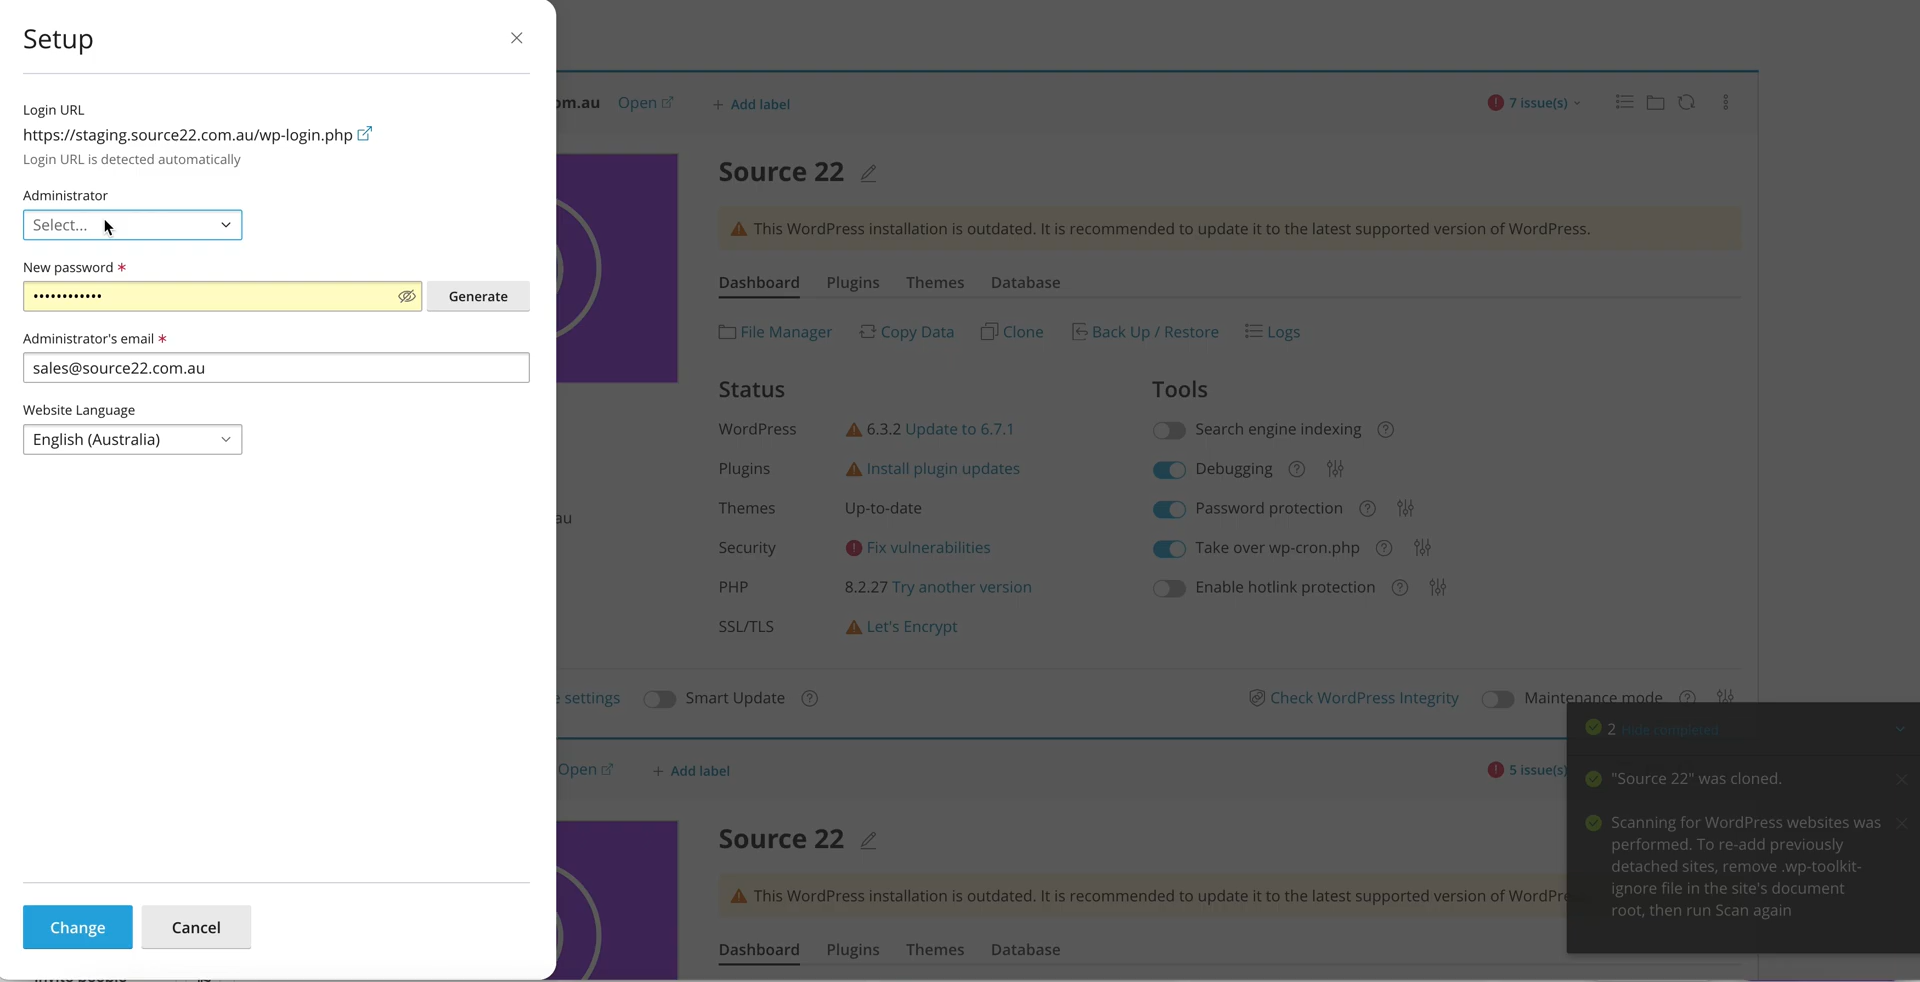 Setup
Login URL
https://staging.source22.com.au/wp-login.php
Login URL is detected automatically
Administrator
Select...
New password *
••••••••••••
Generate
Administrator's email *
sales@source22.com.au
Website Language
English (Australia)
Change
Cancel
om.au Open + Add label
7 issue(s)
Source 22
This WordPress installation is outdated. It is recommended to update it to the latest supported version of WordPress.
Dashboard Plugins Themes Database
File Manager Copy Data Clone Back Up / Restore Logs
Status
WordPress 6.3.2 Update to 6.7.1
Plugins Install plugin updates
Themes Up-to-date
Security Fix vulnerabilities
PHP 8.2.27 Try another version
SSL/TLS Let's Encrypt
Tools
Search engine indexing
Debugging
Password protection
Take over wp-cron.php
Enable hotlink protection
au
settings Smart Update
Check WordPress Integrity Maintenance mode
Open + Add label
5 issue(s)
Source 22
This WordPress installation is outdated. It is recommended to update it to the latest supported version of WordPre
Dashboard Plugins Themes Database
2 Hide completed
"Source 22" was cloned.
Scanning for WordPress websites was
performed. To re-add previously
detached sites, remove .wp-toolkit-
ignore file in the site's document
root, then run Scan again